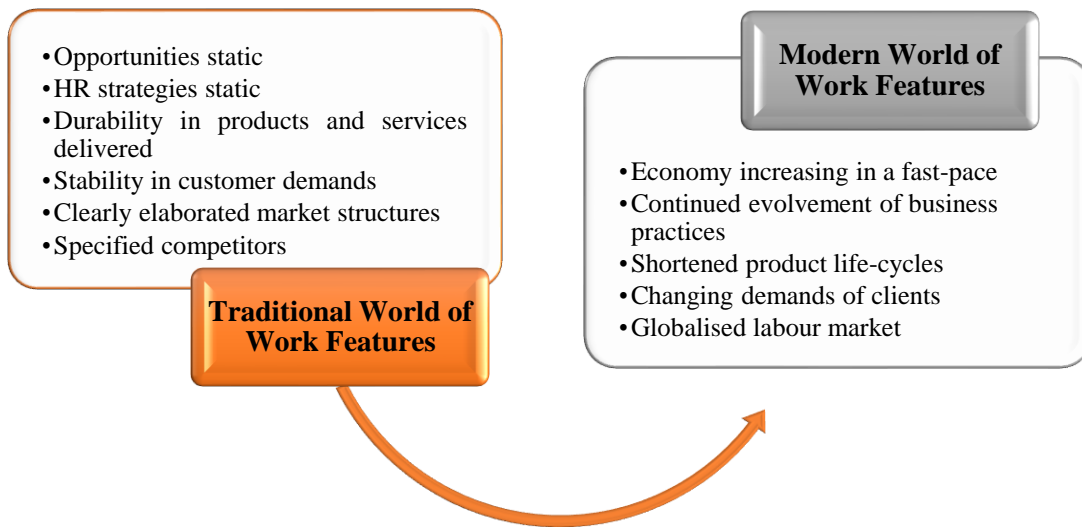 •Opportunities static
•HR strategies static
•Durability in products and services
delivered
•Stability in customer demands
•Clearly elaborated market structures
•Specified competitors
Traditional World of
Work Features
Modern World of
Work Features
•Economy increasing in a fast-pace
•Continued evolvement of business
practices
•Shortened product life-cycles
•Changing demands of clients
•Globalised labour market